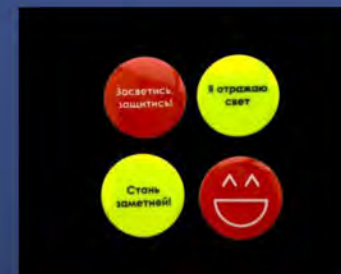 Засветись,
защитись!
Я отражаю
свет
Стань
заметней!